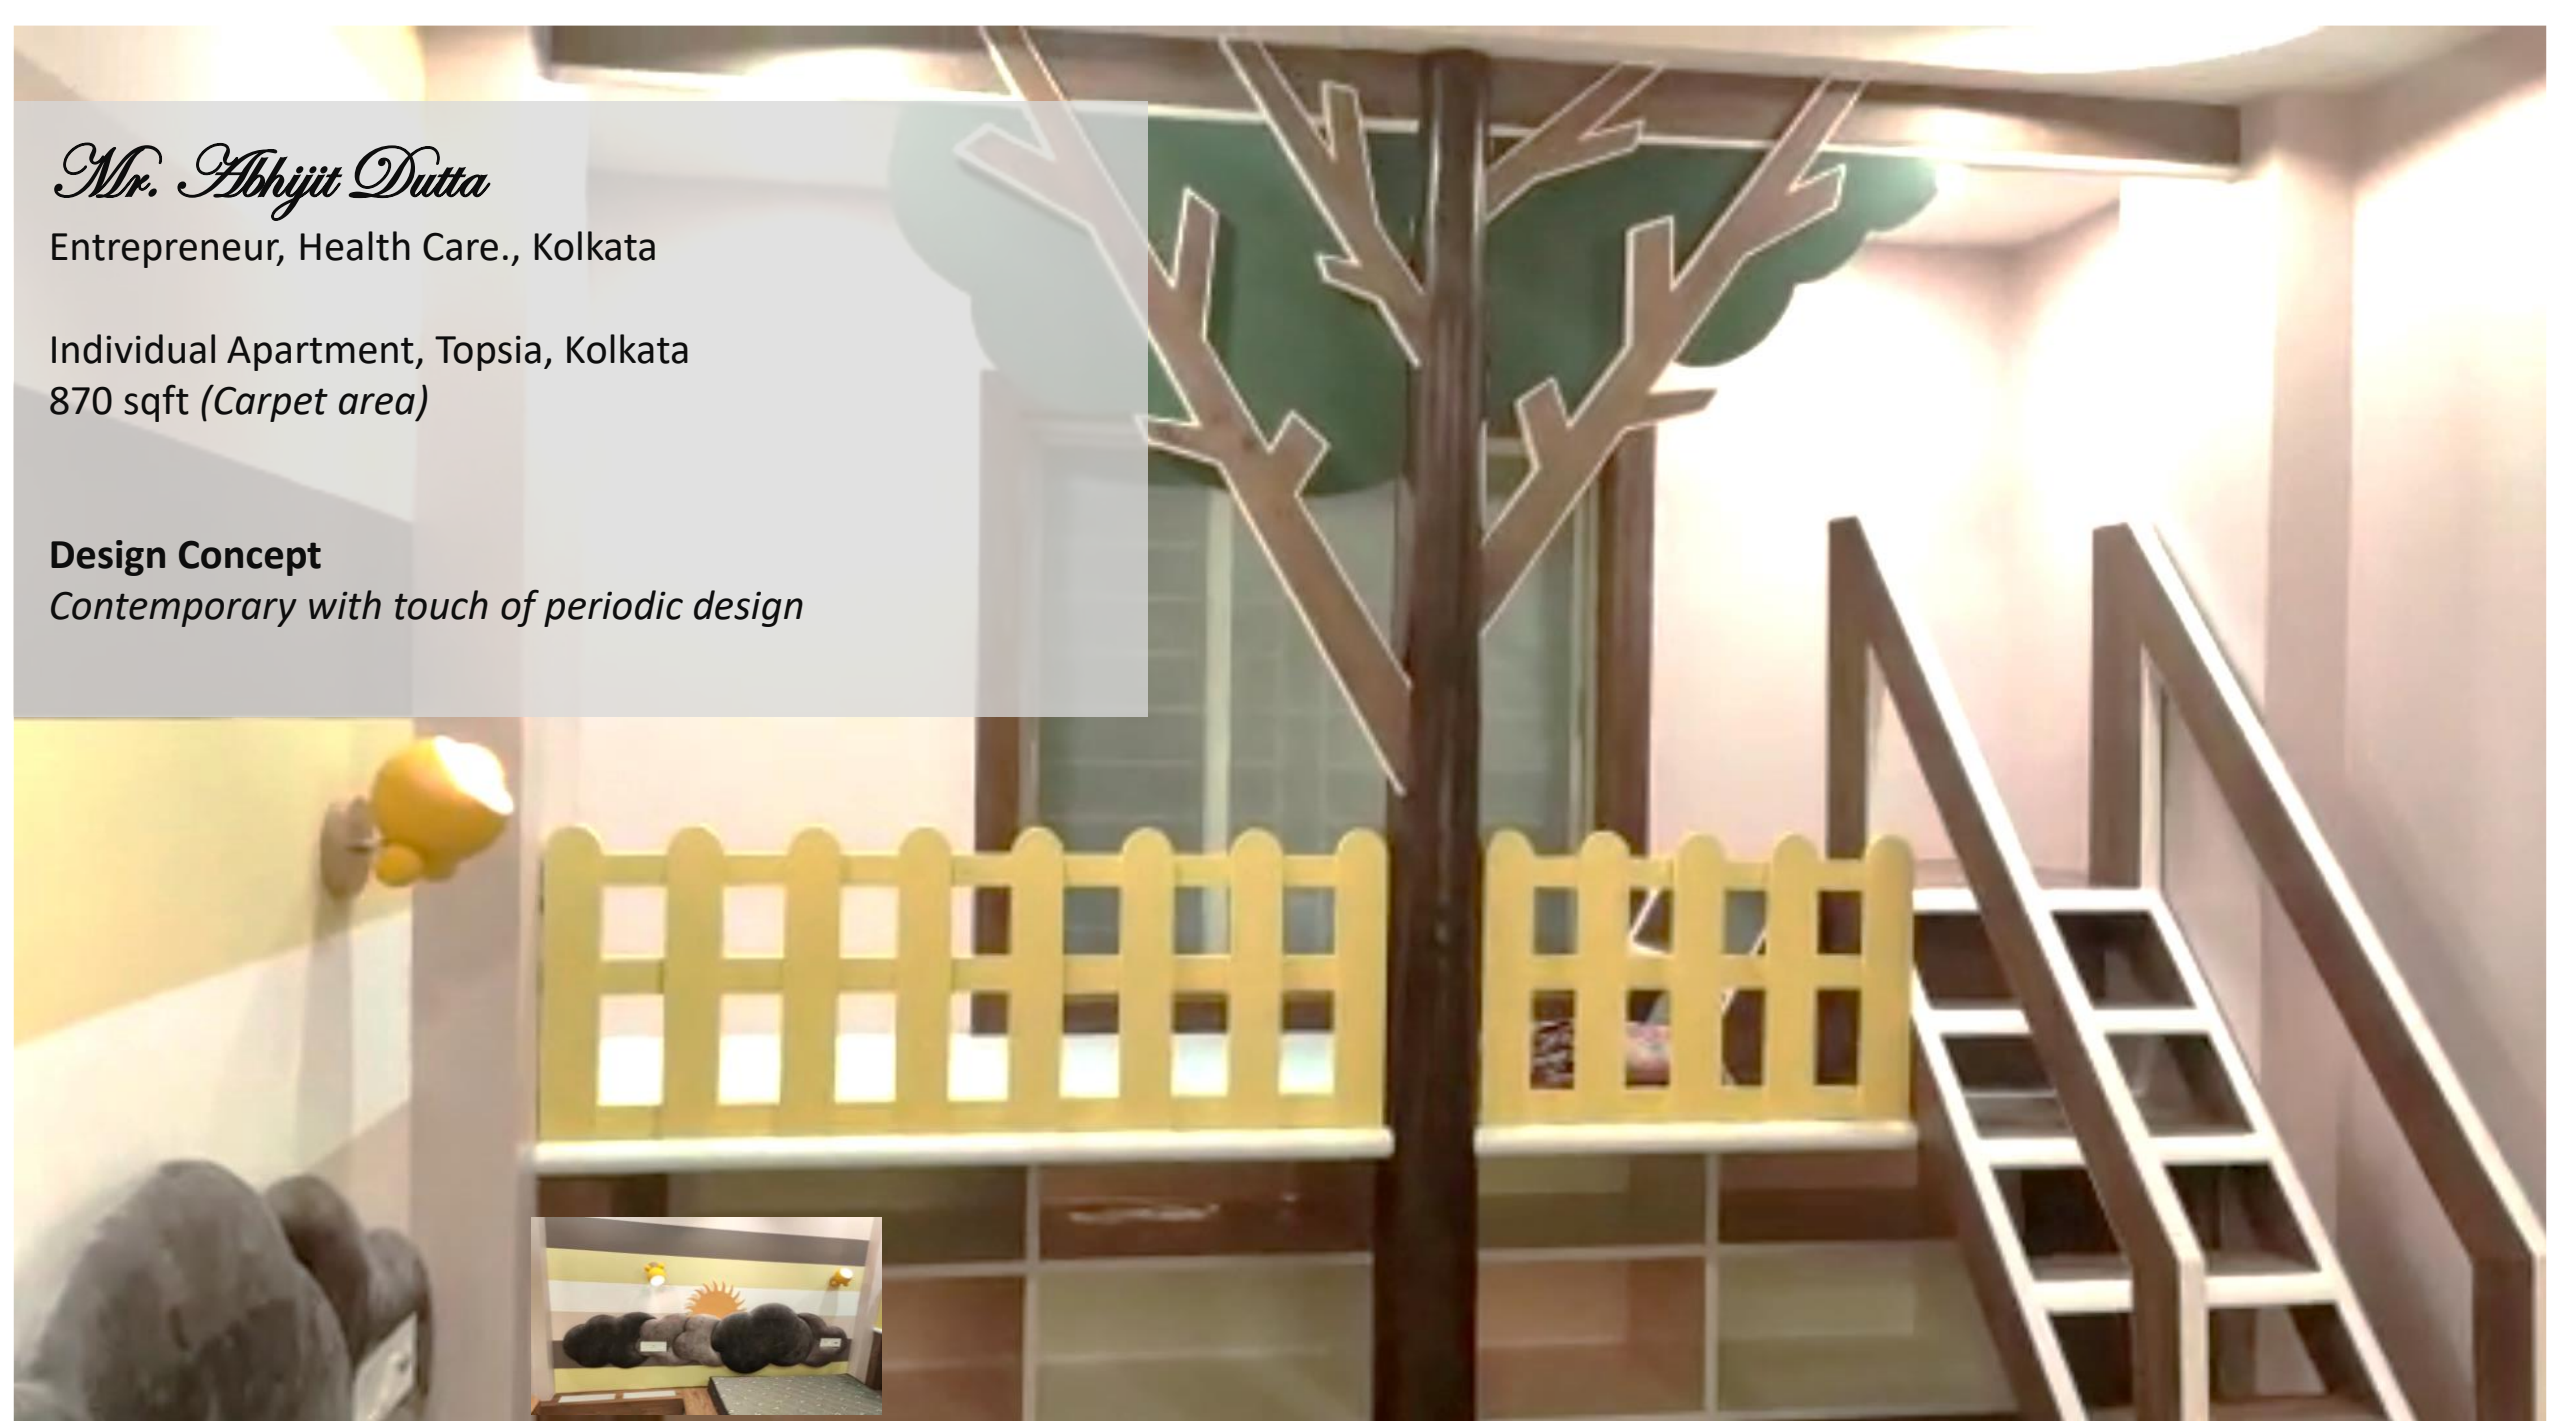 Mr. Abhijit Dutta
Entrepreneur, Health Care., Kolkata
Individual Apartment, Topsia, Kolkata
870 sqft (Carpet area)
Design Concept
Contemporary with touch of periodic design